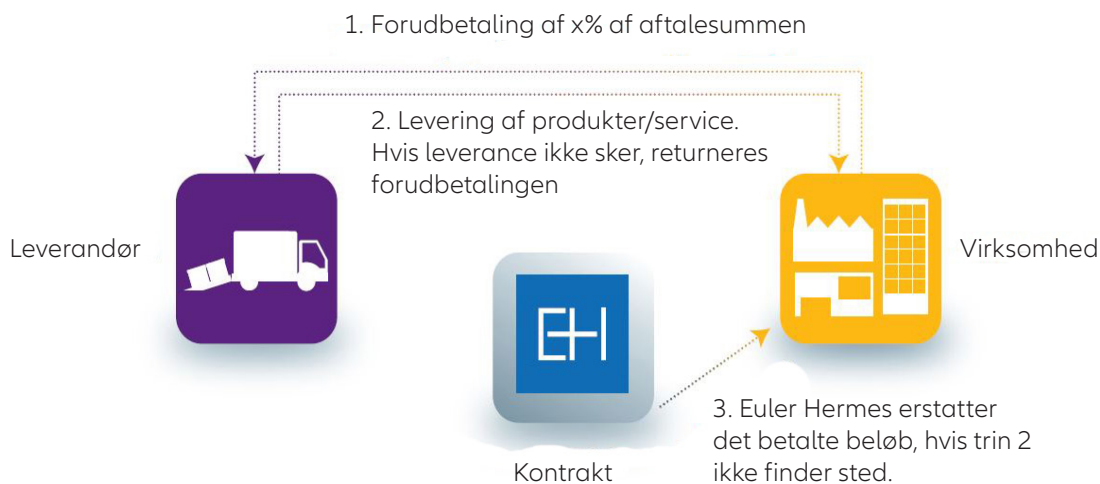 1. Forudbetaling af x% af aftalesummen
2. Levering af produkter/service.
Hvis leverance ikke sker, returneres
forudbetalingen
Leverandør
Virksomhed
EH
3. Euler Hermes erstatter
det betalte beløb, hvis trin 2
ikke finder sted.
Kontrakt